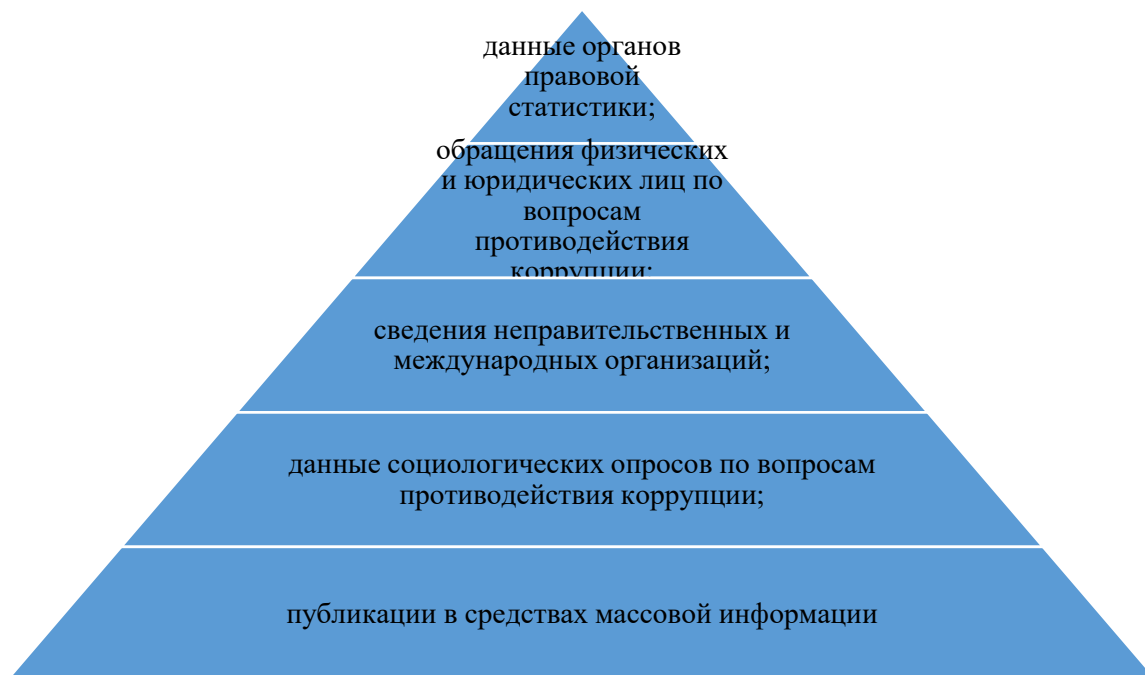 данные органов
правовой
статистики;
обращения физических
и юридических лиц по
вопросам
противодействия
коррупции;
сведения неправительственных и
международных организаций;
данные социологических опросов по вопросам
противодействия коррупции;
публикации в средствах массовой информации